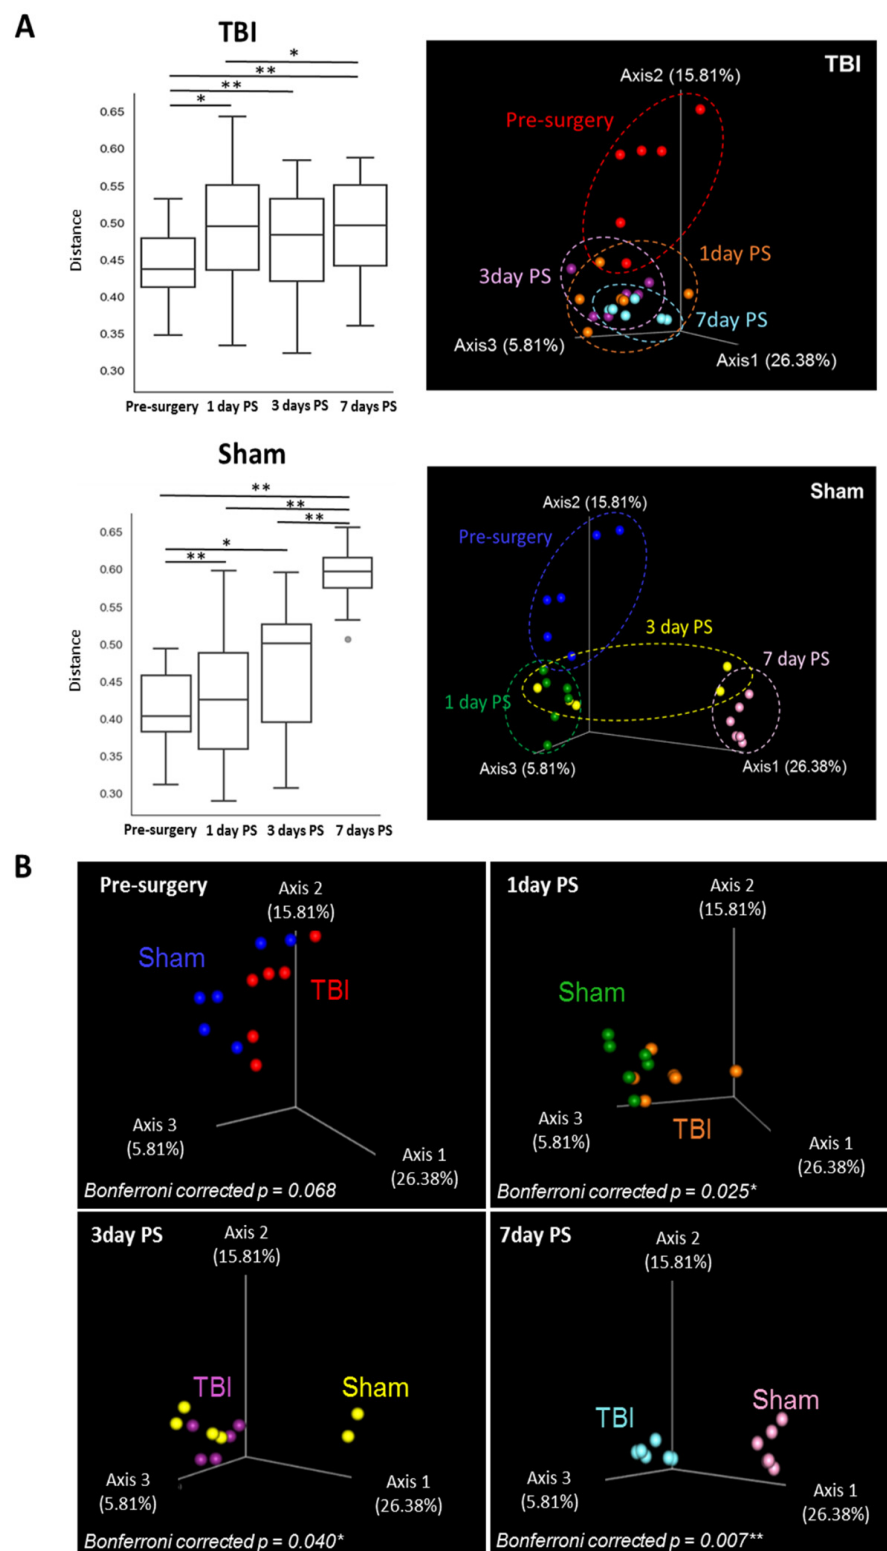 A
TBI
*
**
**
*
Distance
0.65
0.60
0.55
0.50
0.45
0.40
0.35
0.30
Pre-surgery 1 day PS 3 days PS 7 days PS
TBI
Axis2 (15.81%)
Pre-surgery
3day PS
1day PS
7day PS
Axis3 (5.81%)
Axis1 (26.38%)
Sham
**
**
**
*
**
Distance
0.65
0.60
0.55
0.50
0.45
0.40
0.35
0.30
Pre-surgery 1 day PS 3 days PS 7 days PS
Sham
Axis2 (15.81%)
Pre-surgery
3 day PS
7 day PS
1 day PS
Axis3 (5.81%)
Axis1 (26.38%)
B
Pre-surgery
Axis 2
(15.81%)
Sham
TBI
Axis 3
(5.81%)
Axis 1
(26.38%)
Bonferroni corrected p = 0.068
1day PS
Axis 2
(15.81%)
Sham
TBI
Axis 3
(5.81%)
Axis 1
(26.38%)
Bonferroni corrected p = 0.025*
3day PS
Axis 2
(15.81%)
TBI
Sham
Axis 3
(5.81%)
Axis 1
(26.38%)
Bonferroni corrected p = 0.040*
7day PS
Axis 2
(15.81%)
TBI
Sham
Axis 3
(5.81%)
Axis 1
(26.38%)
Bonferroni corrected p = 0.007**